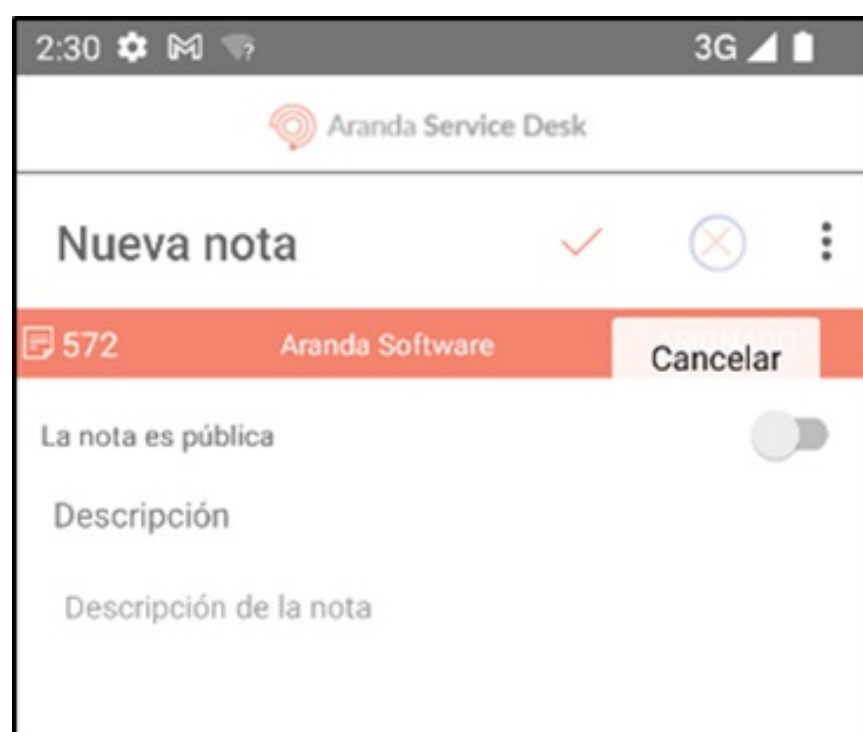 2:30 3G
Aranda Service Desk
Nueva nota
572 Aranda Software
Cancelar
La nota es pública
Descripción
Descripción de la nota